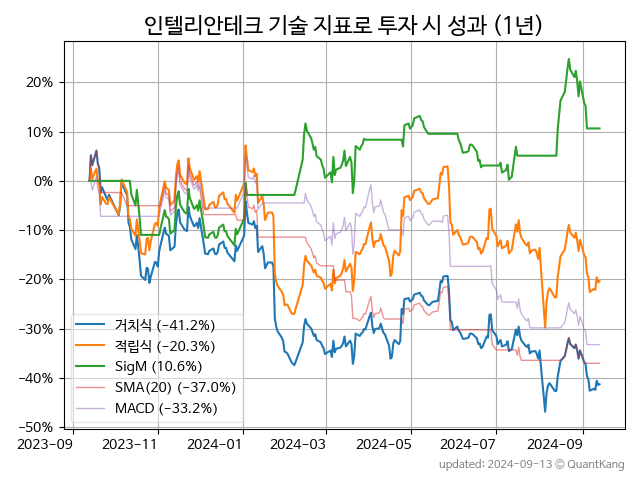 인텔리안테크 기술 지표로 투자 시 성과 (1년)
20%
10%
0%
−10%
−20%
−30%
−40%
−50%
거치식 (−41.2%)
적립식 (−20.3%)
SigM (10.6%)
SMA(20) (−37.0%)
MACD (−33.2%)
2023-09
2023-11
2024-01
2024-03
2024-05
2024-07
2024-09
updated: 2024-09-13 ⓒ QuantKang